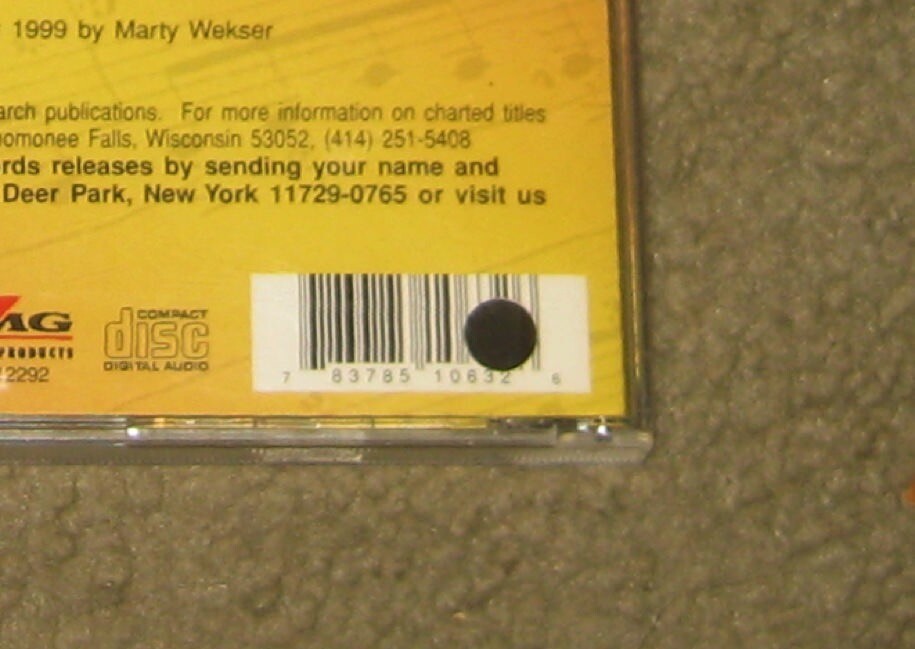 1999 by Marty Wekser
arch publications. For more information on charted titles
omonee Falls, Wisconsin 53052, (414) 251-5408
rds releases by sending your name and
Deer Park, New York 11729-0765 or visit us
AG
PRODUCTS
2292
COMPACT
disc
DIGITAL AUDIO
7 83785 10632 6